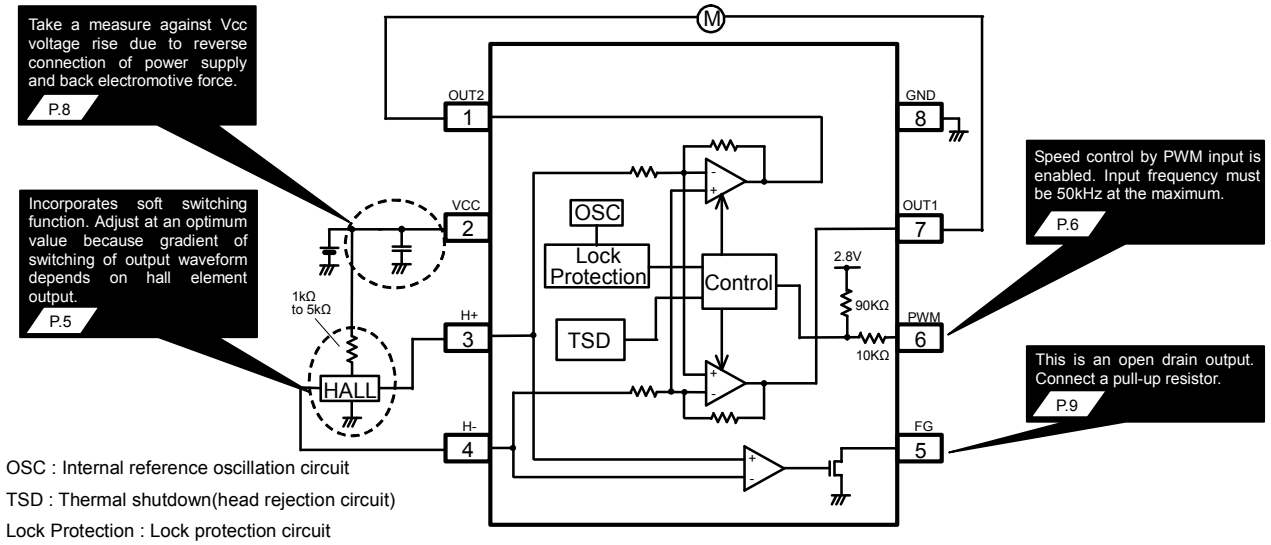 Take a measure against Vcc
voltage rise due to reverse
connection of power supply
and back electromotive force.
P.8
Incorporates soft switching
function. Adjust at an optimum
value because gradient of
switching of output waveform
depends on hall element
output.
P.5
M
OUT2
1
GND
8
VCC
2
OUT1
7
H+
3
PWM
6
H-
4
FG
5
1kΩ
to 5kΩ
HALL
-
+
OSC
Lock
Protection
Control
TSD
2.8V
90KΩ
10KΩ
+
-
+
-
Speed control by PWM input is
enabled. Input frequency must
be 50kHz at the maximum.
P.6
This is an open drain output.
Connect a pull-up resistor.
P.9
OSC : Internal reference oscillation circuit
TSD : Thermal shutdown(head rejection circuit)
Lock Protection : Lock protection circuit